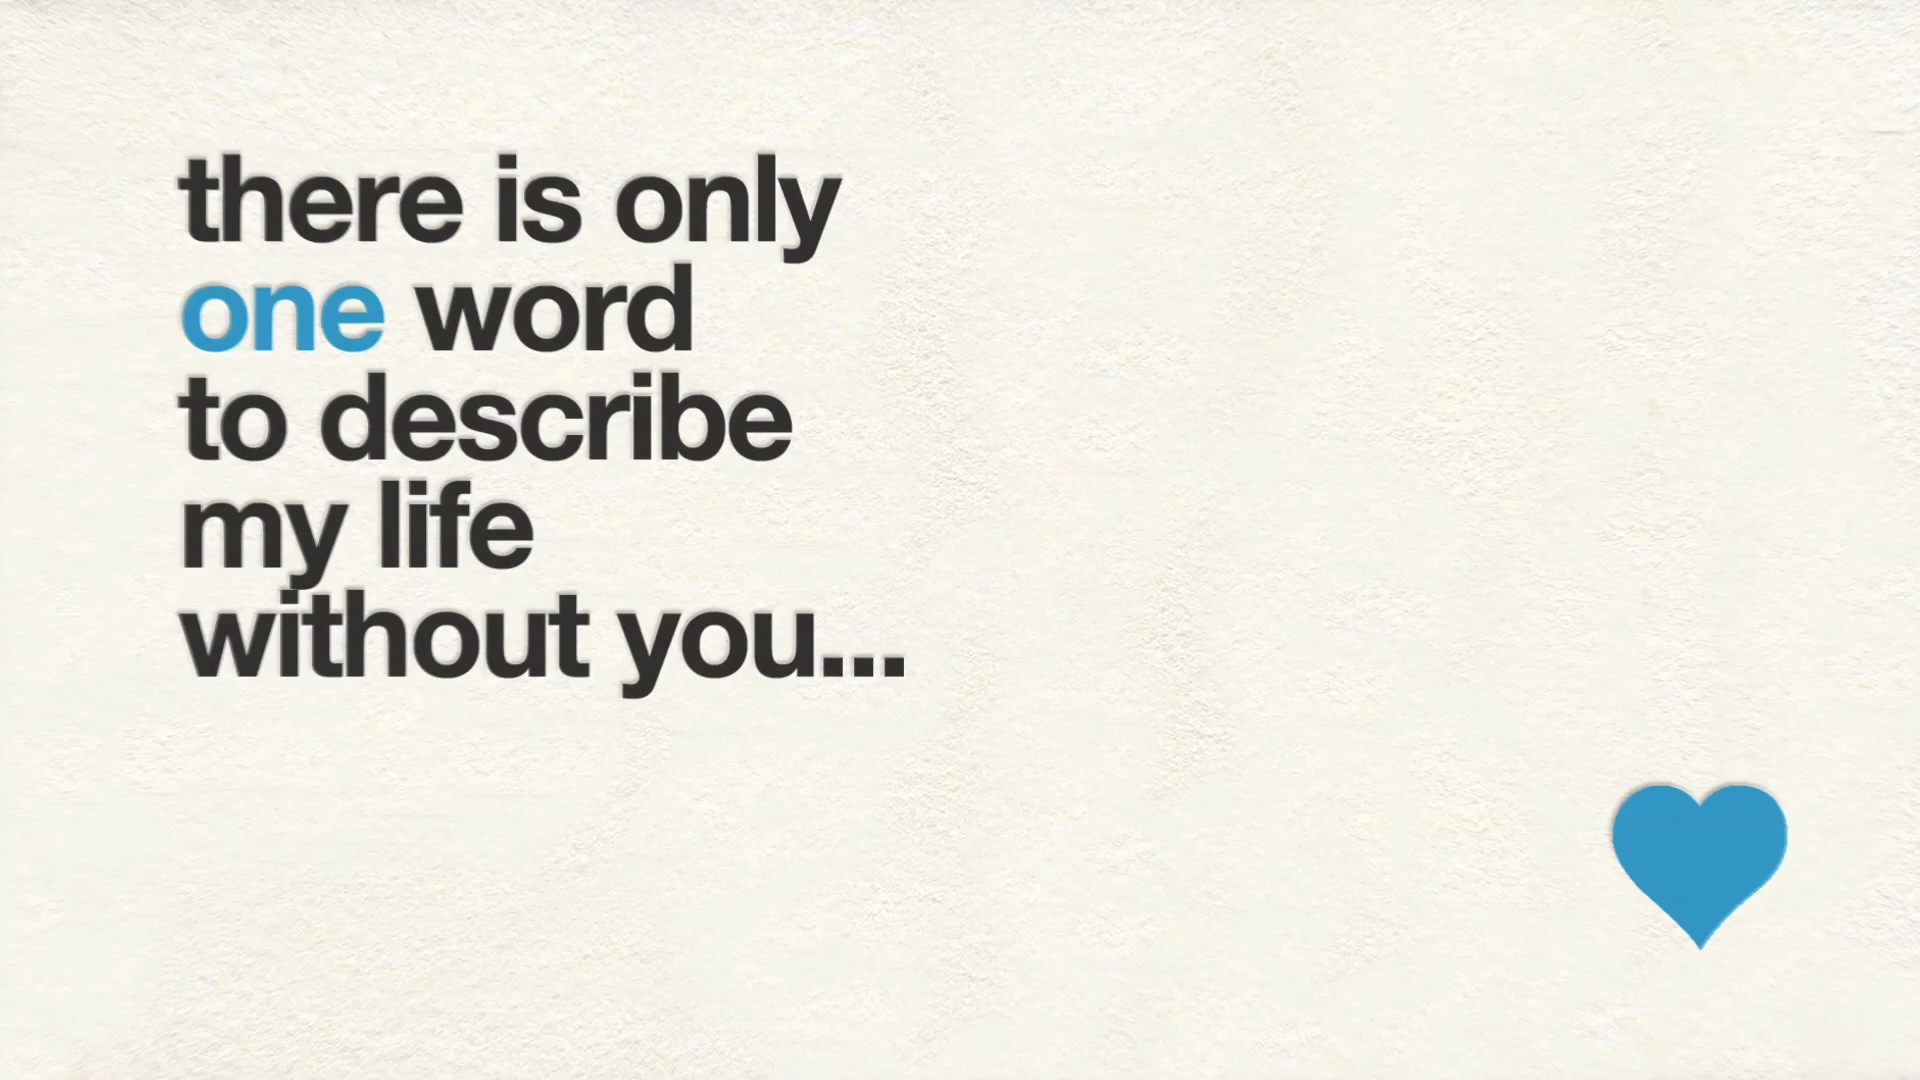 there is only
one word
to describe
my life
without you...